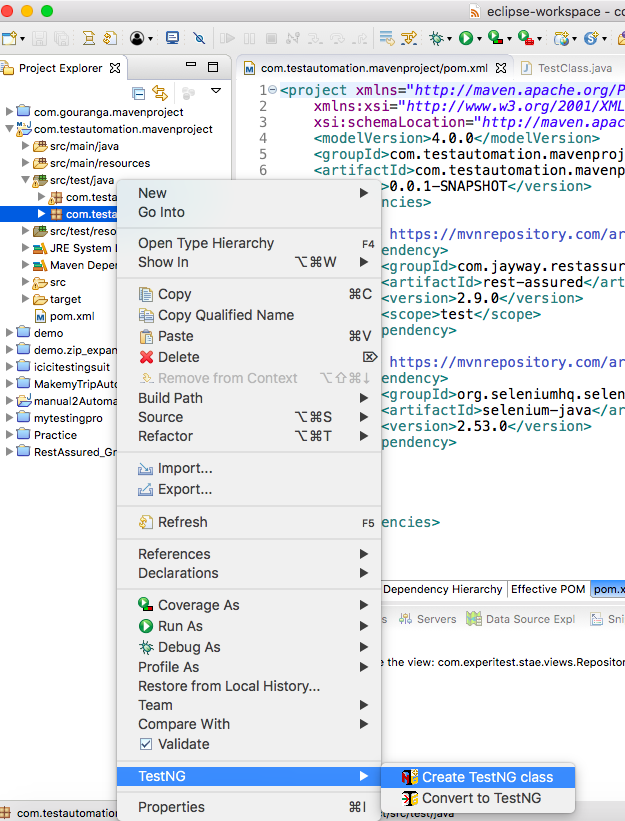 eclipse-workspace - co
Project Explorer
com.testautomation.mavenproject/pom.xml
TestClass.java
com.gouranga.mavenproject
com.testautomation.mavenproject
src/main/java
src/main/resources
src/test/java
com.testa
com.testa
src/test/reso
JRE System L
Maven Depe
src
target
pom.xml
demo
demo.zip_expan
icicitestingsuit
MakemyTripAuto
manual2Automa
mytestingpro
Practice
RestAssured_Gr
1 <project xmlns="http://maven.apache.org/P
2 xmlns:xsi="http://www.w3.org/2001/XML
3 xsi:schemaLocation="http://maven.apac
4 <modelVersion>4.0.0</modelVersion>
5 <groupId>com.testautomation.mavenproj
6 <artifactId>com.testautomation.mavenp
>0.0.1-SNAPSHOT</version>
ncies>
https://mvnrepository.com/ar
pendency>
<groupId>com.jayway.restassur
<artifactId>rest-assured</art
<version>2.9.0</version>
<scope>test</scope>
pendency>
https://mvnrepository.com/ar
pendency>
<groupId>org.seleniumhq.selen
<artifactId>selenium-java</ar
<version>2.53.0</version>
pendency>
encies>
New
Go Into
Open Type Hierarchy F4
Show In ⌥⌘W
Copy ⌘C
Copy Qualified Name
Paste ⌘V
Delete ⌦
Remove from Context ⌥⇧⌘↓
Build Path
Source ⌥⌘S
Refactor ⌥⌘T
Import...
Export...
Refresh F5
References
Declarations
Coverage As
Run As
Debug As
Profile As
Restore from Local History...
Team
Compare With
Validate
TestNG
Properties ⌘I
Create TestNG class
Convert to TestNG
Dependency Hierarchy Effective POM pom.x
s Servers Data Source Expl Sni
e the view: com.experitest.stae.views.Repositor
com.testautomation
t/src/test/java